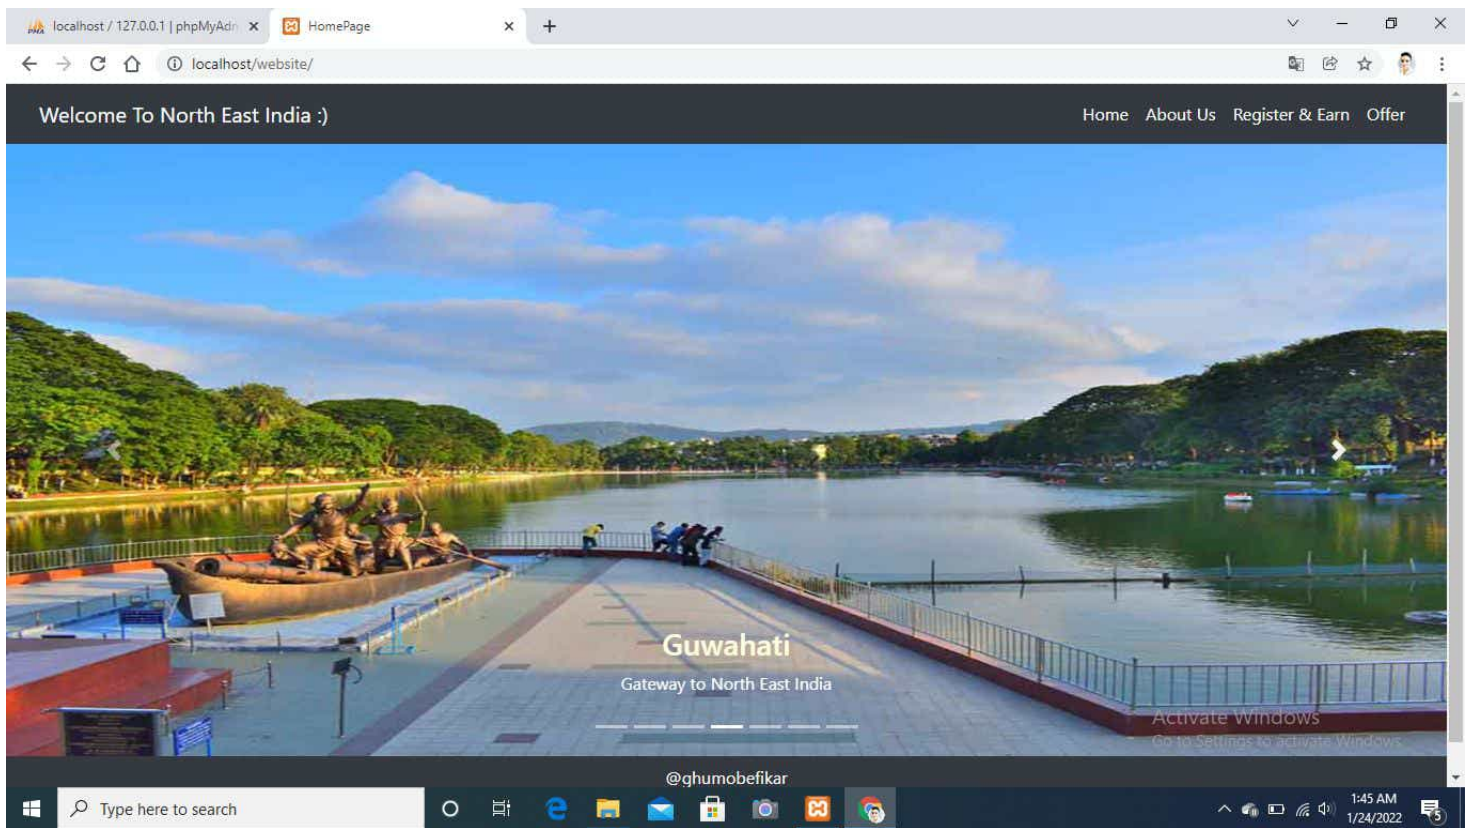 localhost / 127.0.0.1 | phpMyAdm
HomePage
localhost/website/
Welcome To North East India :)
Home About Us Register & Earn Offer
Guwahati
Gateway to North East India
Activate Windows
Go to Settings to activate Windows.
@ghumobefikar
Type here to search
1:45 AM
1/24/2022
5